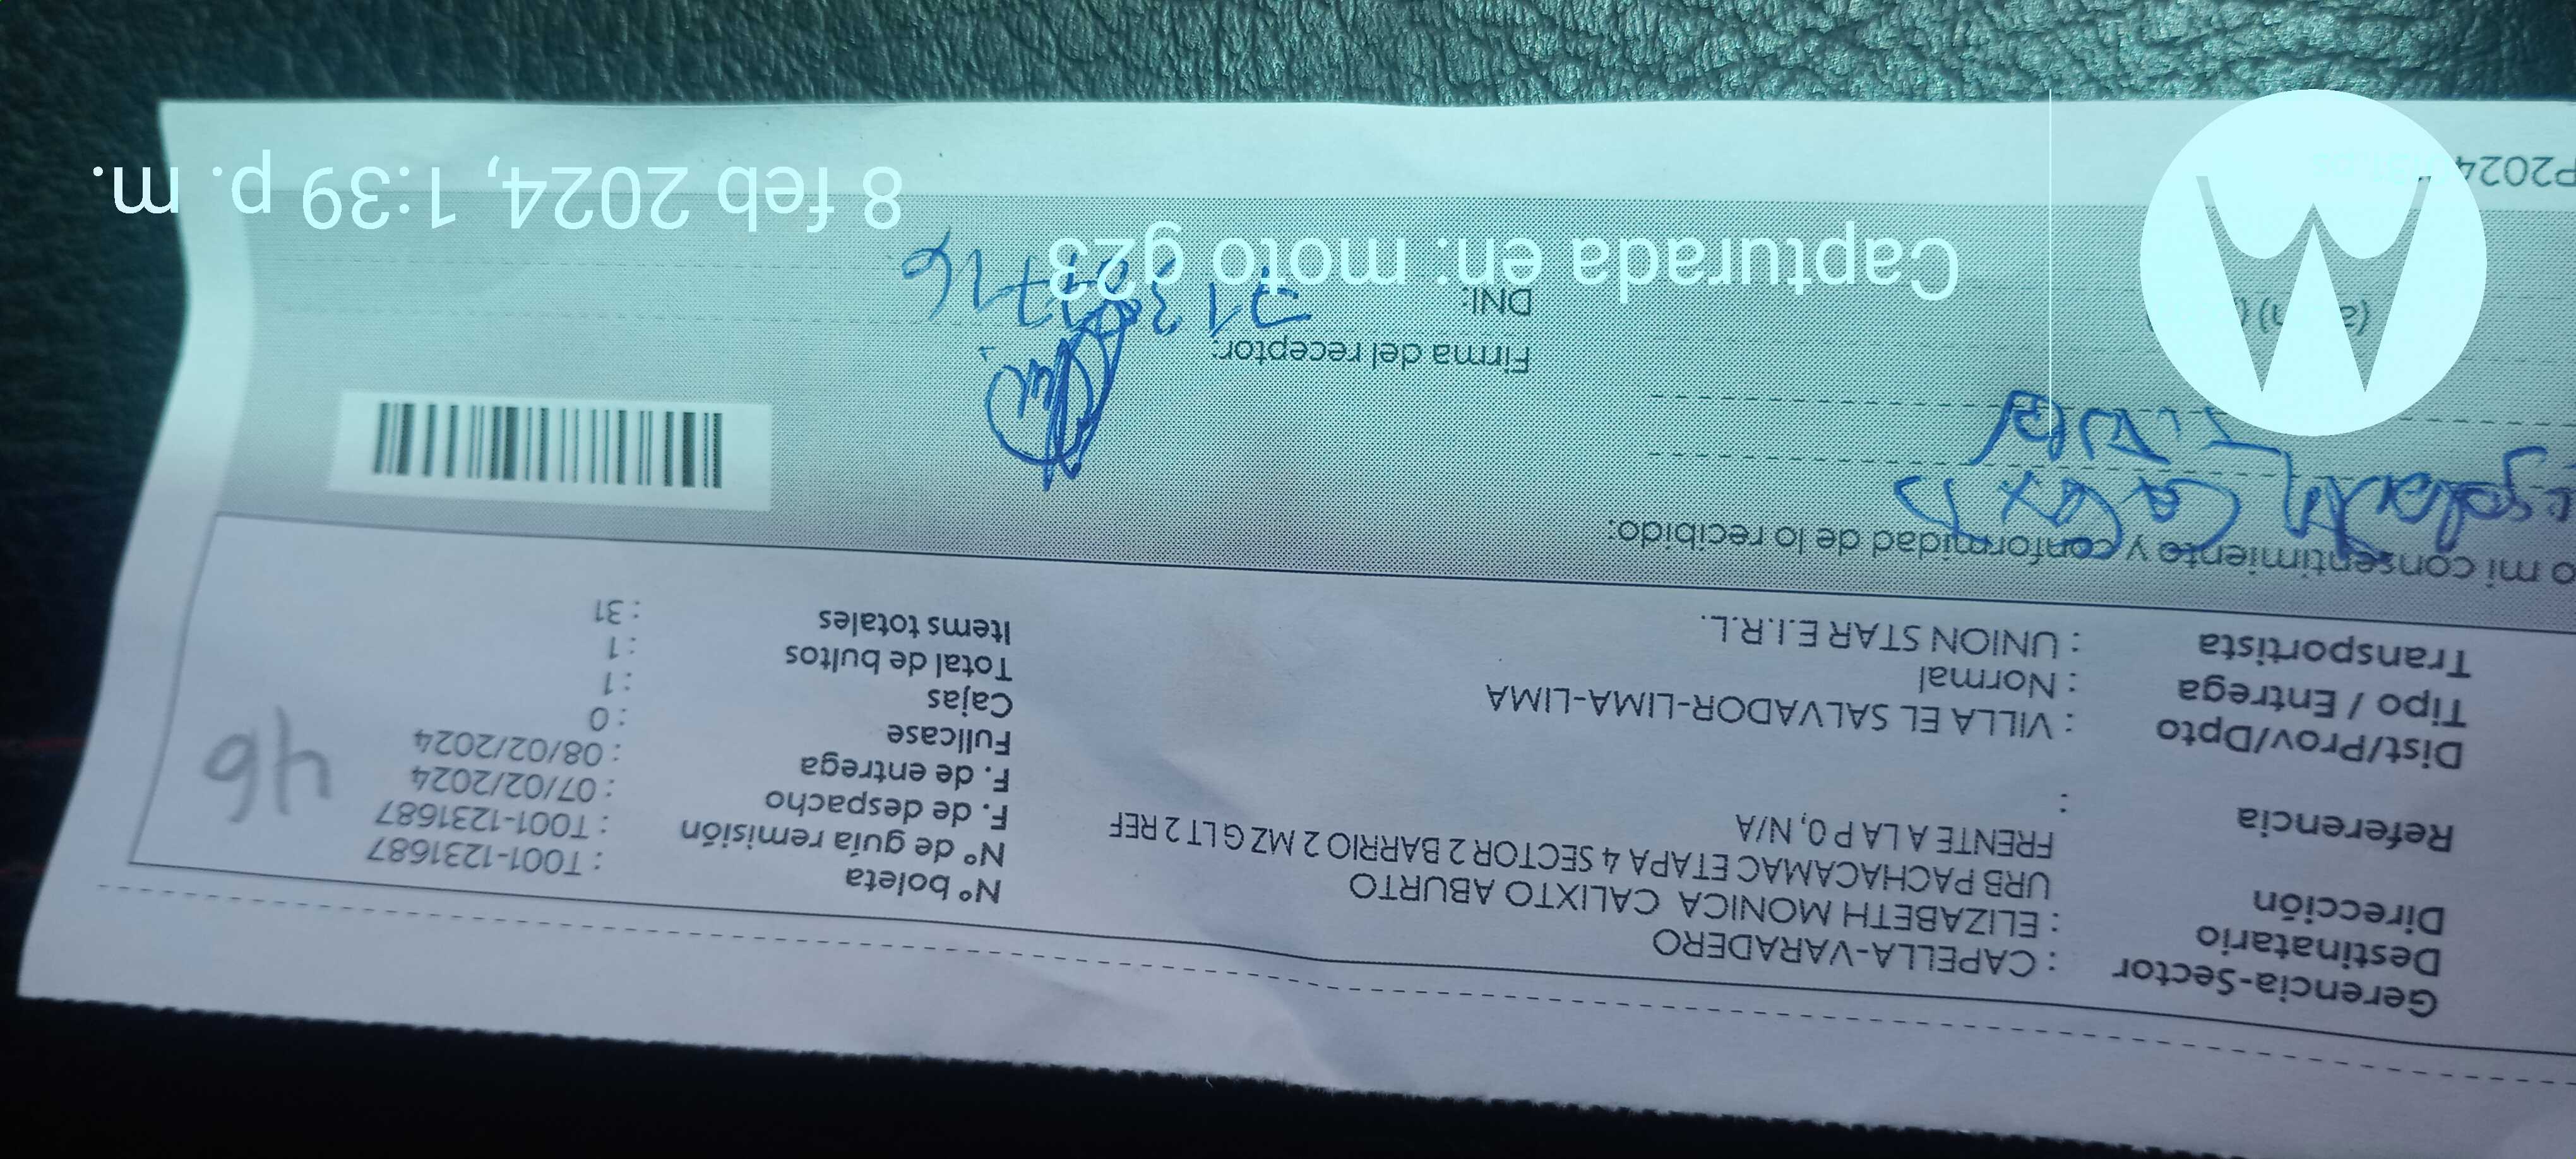 Gerencia-Sector : CAPELLA-VARADERO
Destinatario : ELIZABETH MONICA CALIXTO ABURTO
Dirección URB PACHACAMAC ETAPA 4 SECTOR 2 BARRIO 2 MZ G LT 2 REF
FRENTE A LA P 0, N/A
Referencia :
Dist/Prov/Dpto : VILLA EL SALVADOR-LIMA-LIMA
Tipo / Entrega : Normal
Transportista : UNION STAR E.I.R.L.
N° boleta : T001-1231687
N° de guía remisión : T001-1231687
F. de despacho : 07/02/2024
F. de entrega : 08/02/2024
Fullcase : 0
Cajas : 1
Total de bultos : 1
Items totales : 31
46
o mi consentimiento y conformidad de lo recibido:
Firma del receptor:
DNI:
P2024
Capturada en: moto g23
8 feb 2024, 1:39 p. m.